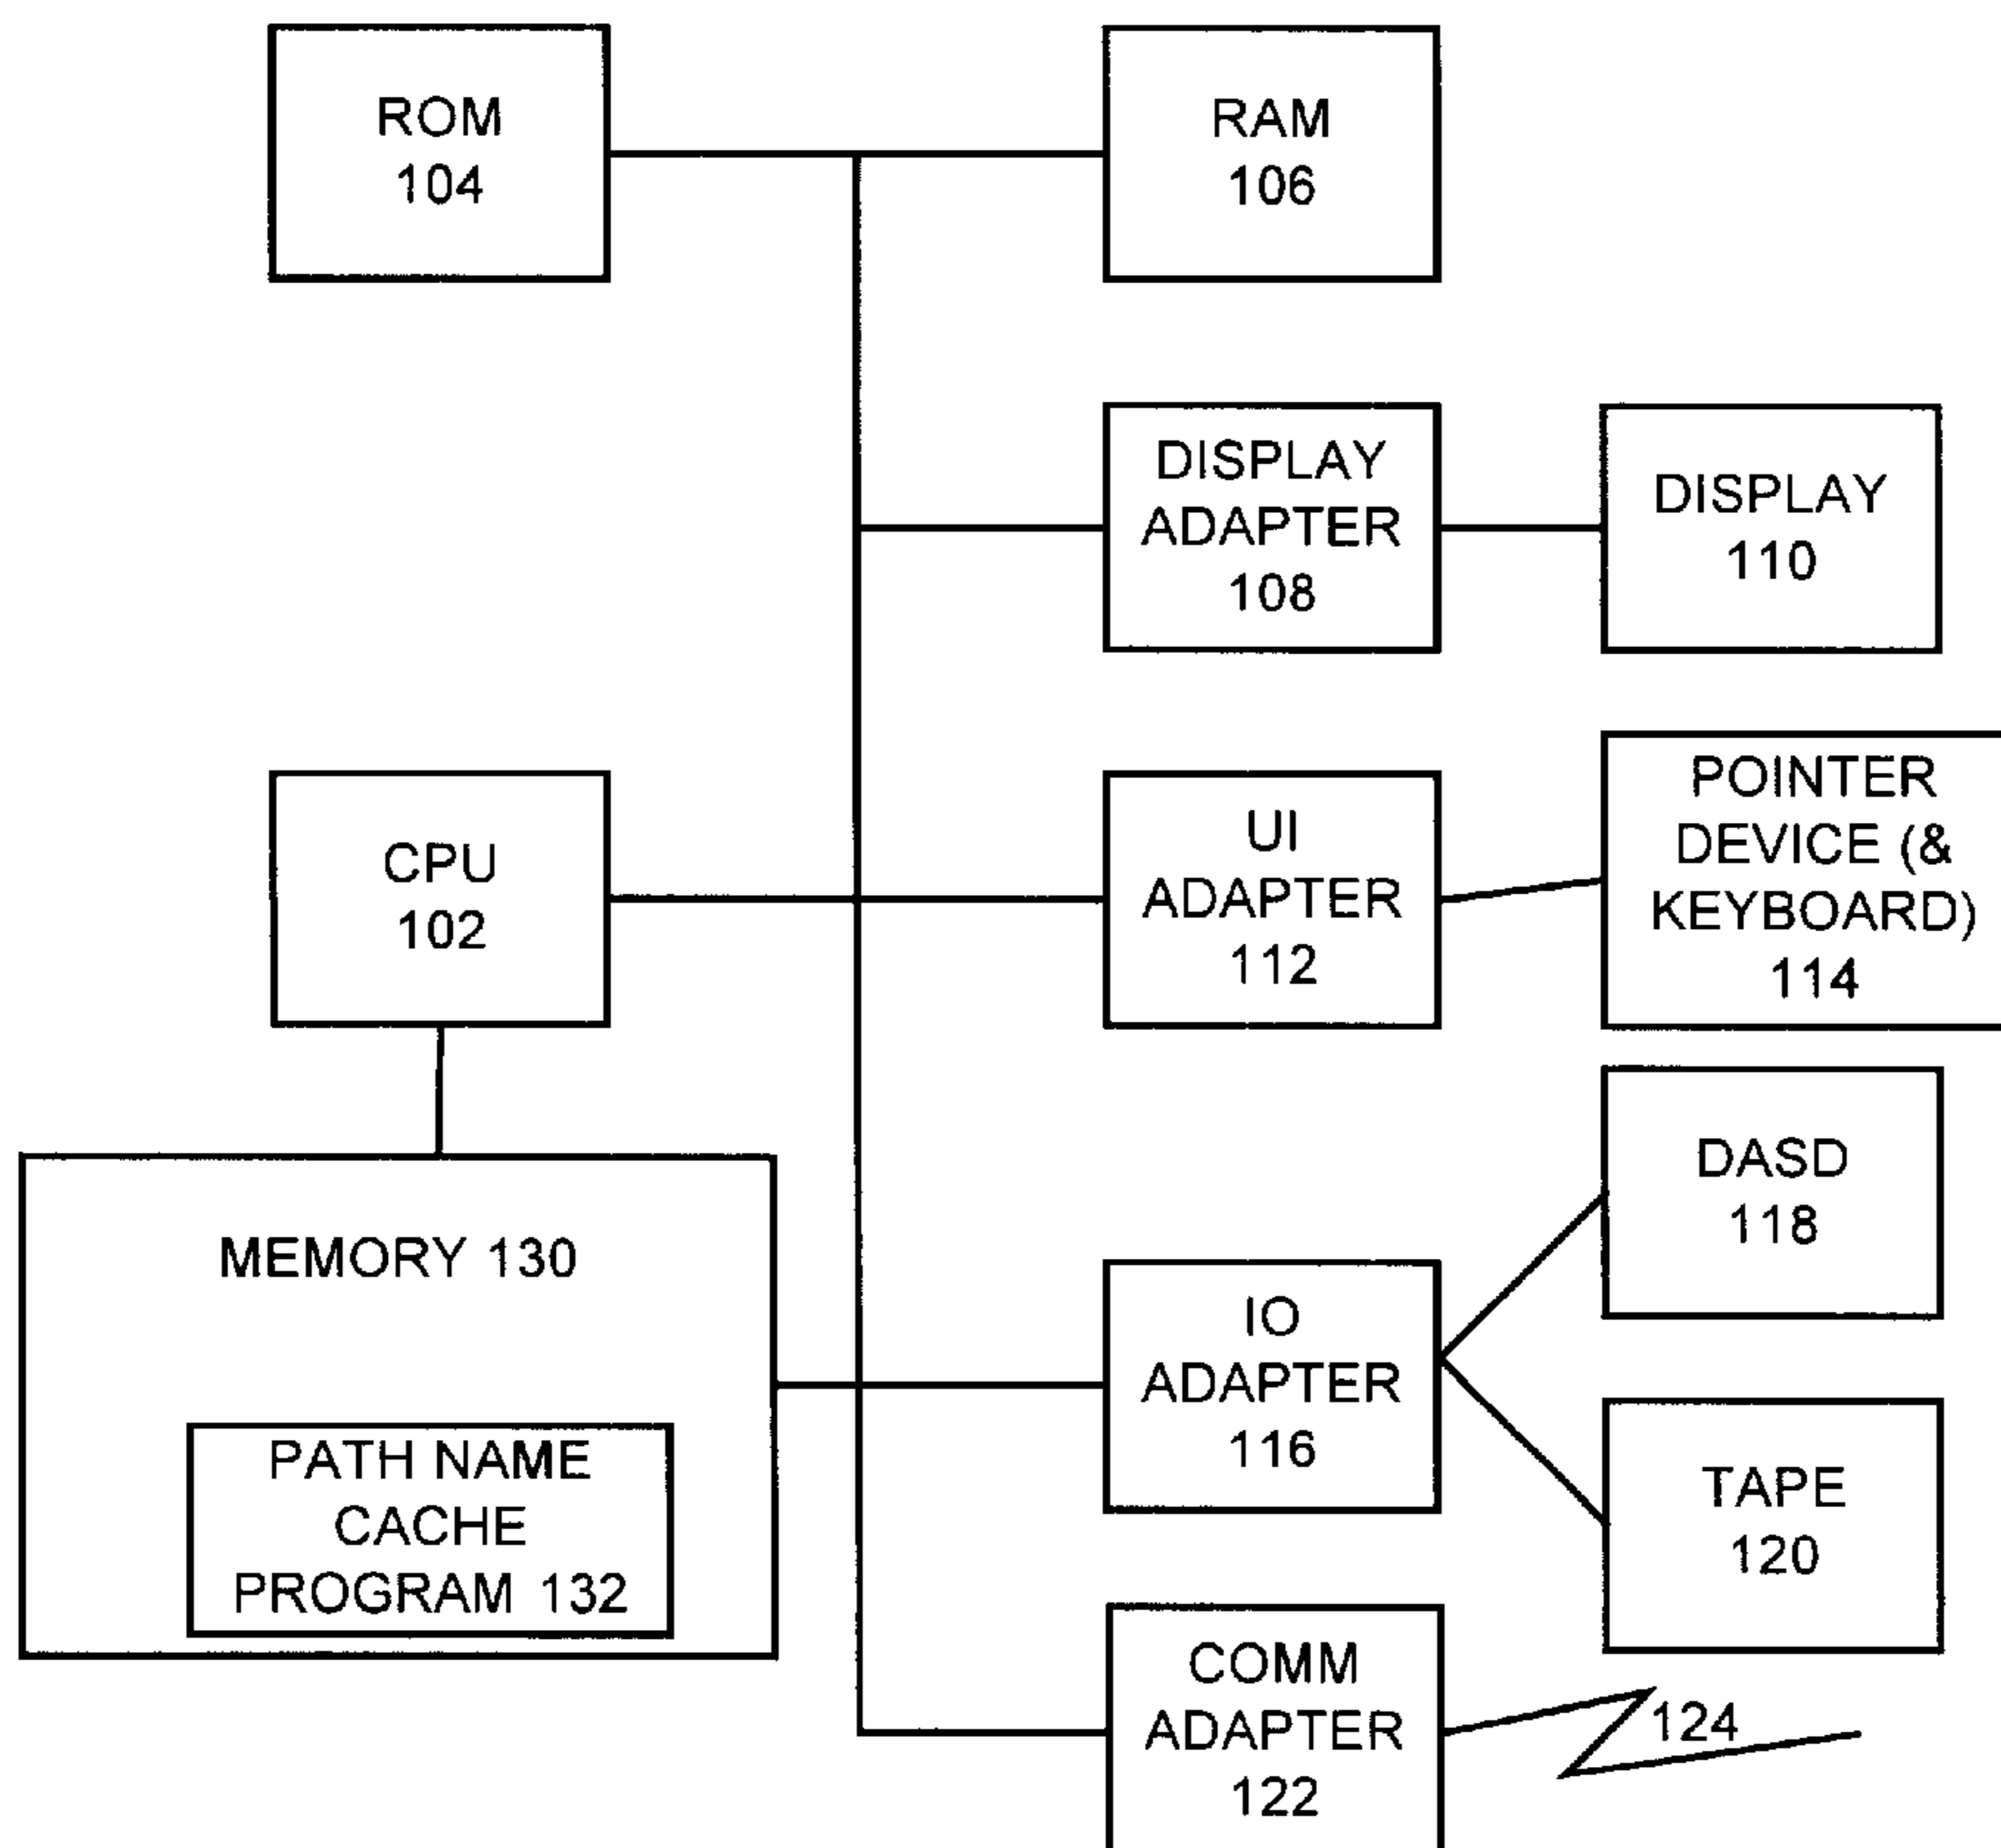 ROM
104
RAM
106
DISPLAY
ADAPTER
108
DISPLAY
110
CPU
102
UI
ADAPTER
112
POINTER
DEVICE (&
KEYBOARD)
114
MEMORY 130
PATH NAME
CACHE
PROGRAM 132
IO
ADAPTER
116
DASD
118
TAPE
120
COMM
ADAPTER
122
124